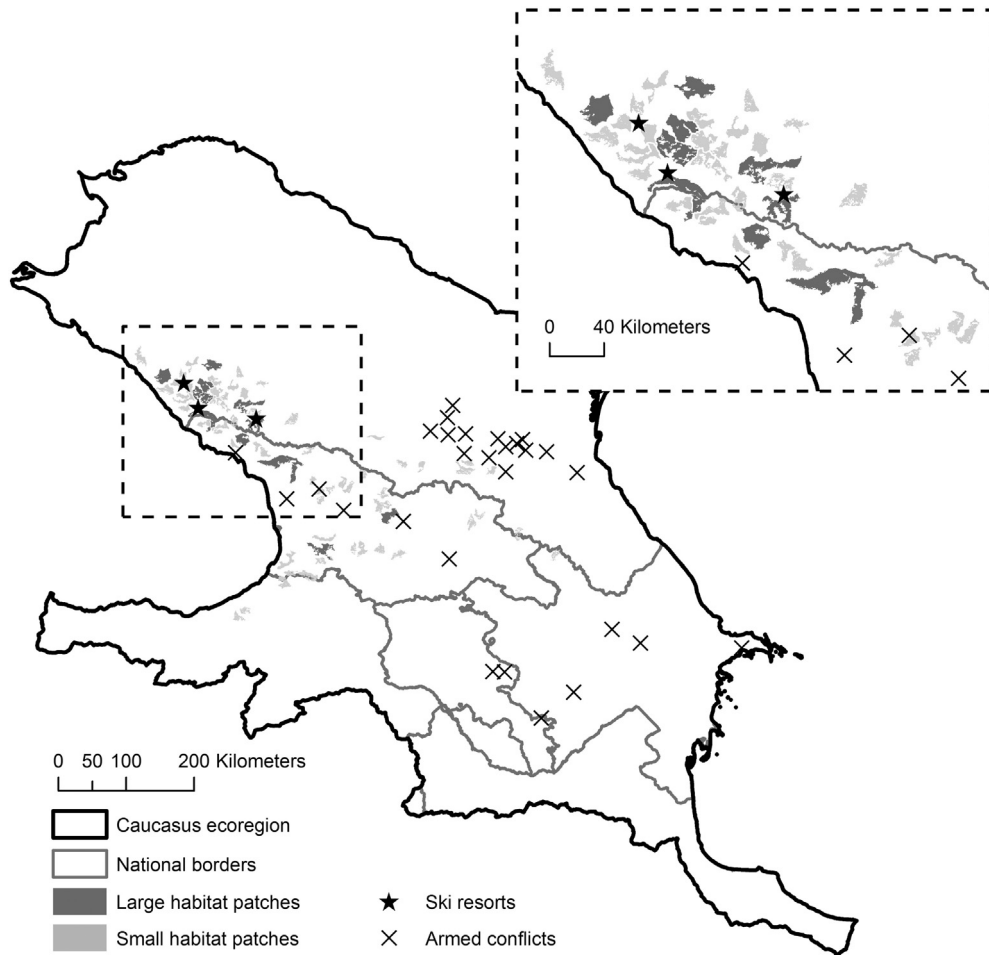 0 40 Kilometers
0 50 100 200 Kilometers
Caucasus ecoregion
National borders
Large habitat patches
Small habitat patches
Ski resorts
Armed conflicts